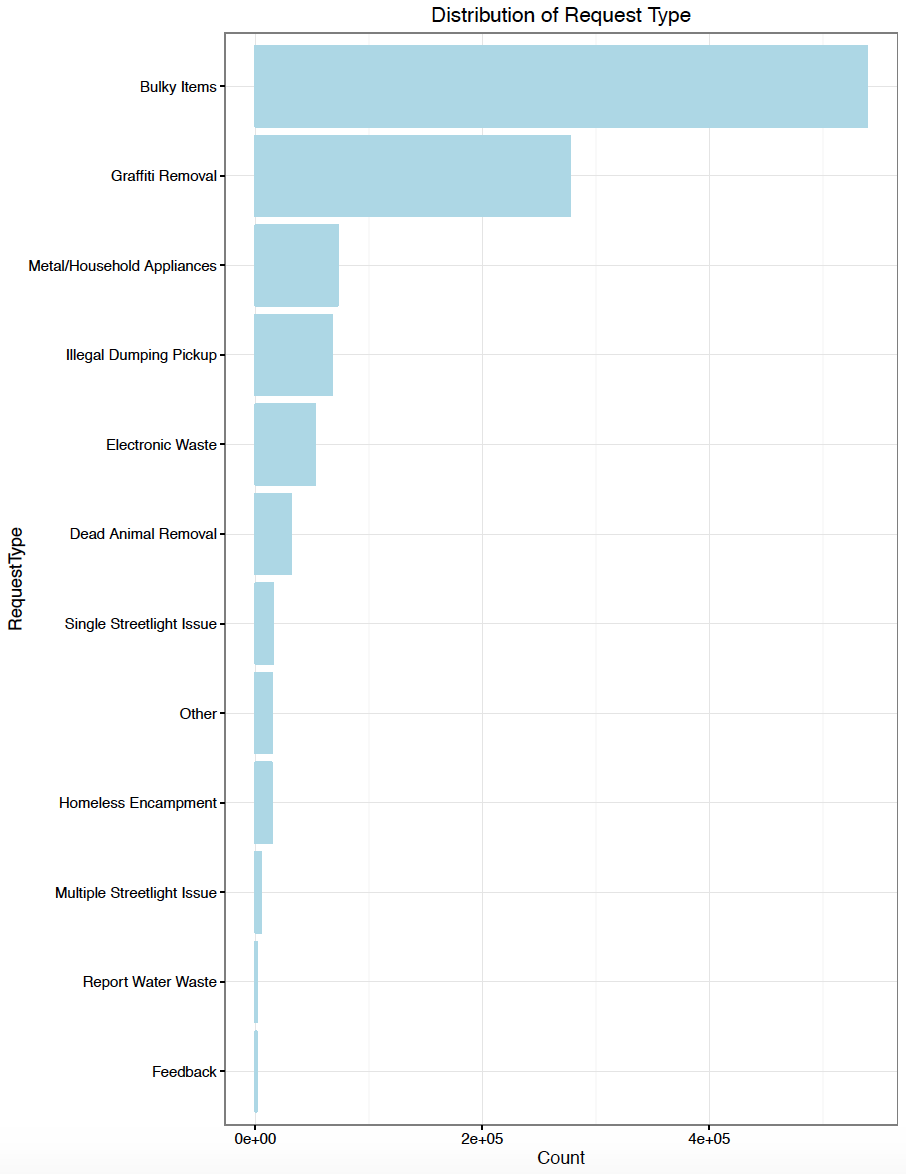 Distribution of Request Type
Bulky Items
Graffiti Removal
Metal/Household Appliances
Illegal Dumping Pickup
Electronic Waste
Dead Animal Removal
Single Streetlight Issue
Other
Homeless Encampment
Multiple Streetlight Issue
Report Water Waste
Feedback
RequestType
0e+00 2e+05 4e+05
Count